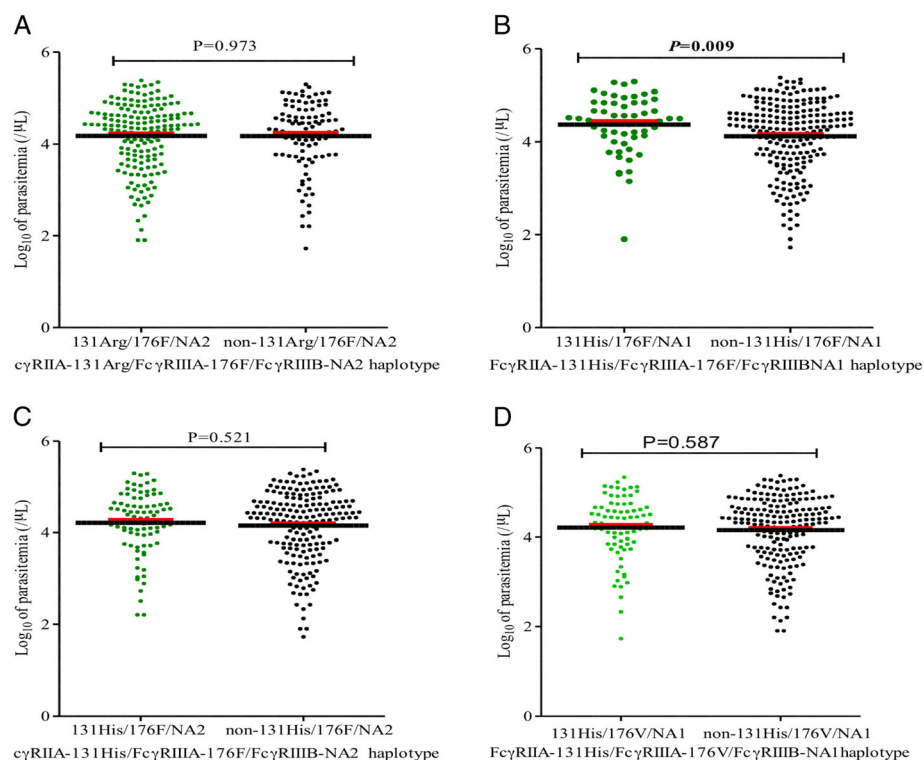 A
P=0.973
6
4
2
0
Log10 of parasitemia (/µL)
131Arg/176F/NA2 non-131Arg/176F/NA2
cγRIIA-131Arg/FcγRIIIA-176F/FcγRIIIB-NA2 haplotype
B
P=0.009
6
4
2
0
Log10 of parasitemia (/µL)
131His/176F/NA1 non-131His/176F/NA1
FcγRIIA-131His/FcγRIIIA-176F/FcγRIIIBNA1 haplotype
C
P=0.521
6
4
2
0
Log10 of parasitemia (/µL)
131His/176F/NA2 non-131His/176F/NA2
cγRIIA-131His/FcγRIIIA-176F/FcγRIIIB-NA2 haplotype
D
P=0.587
6
4
2
0
Log10 of parasitemia (/µL)
131His/176V/NA1 non-131His/176V/NA1
FcγRIIA-131His/FcγRIIIA-176V/FcγRIIIB-NA1haplotype